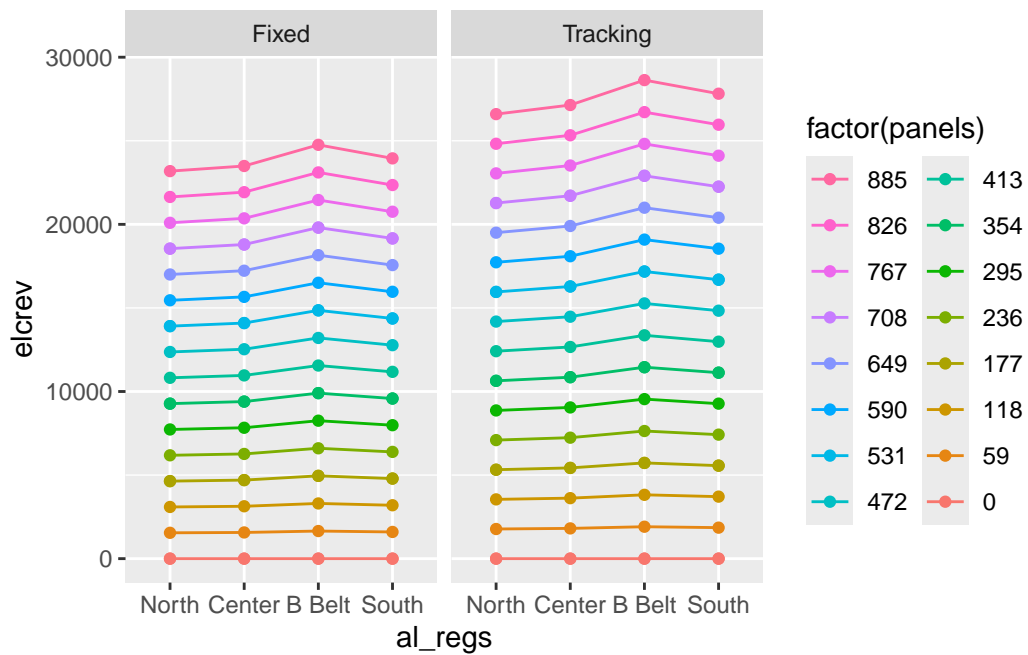 Fixed Tracking
30000
20000
10000
0
elcrev
North Center B Belt South North Center B Belt South
al_regs
factor(panels)
885 413
826 354
767 295
708 236
649 177
590 118
531 59
472 0